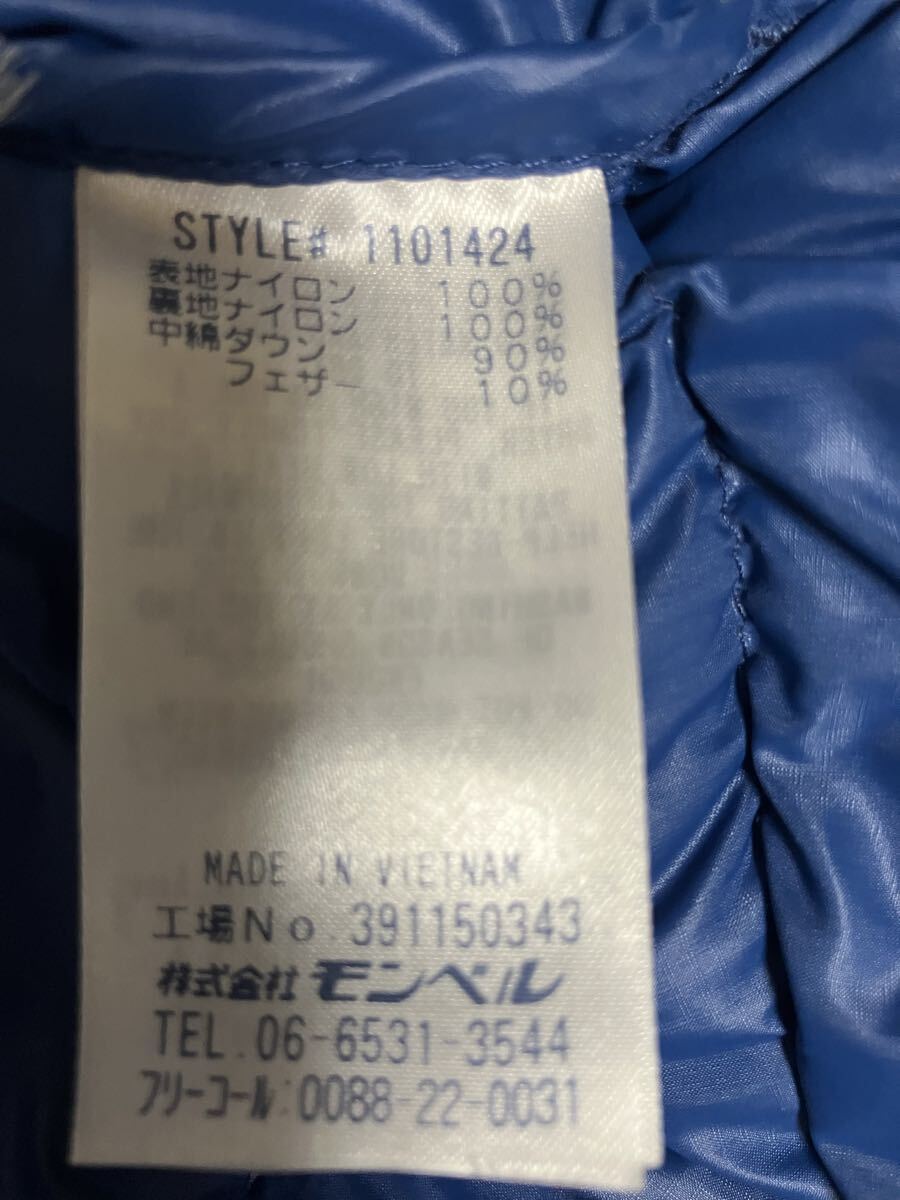 STYLE# 1101424
表地ナイロン 100%
裏地ナイロン 100%
中綿ダウン 90%
フェザー 10%
MADE IN VIETNAM
工場No.391150343
株式会社モンベル
TEL.06-6531-3544
フリーコール:0088-22-0031